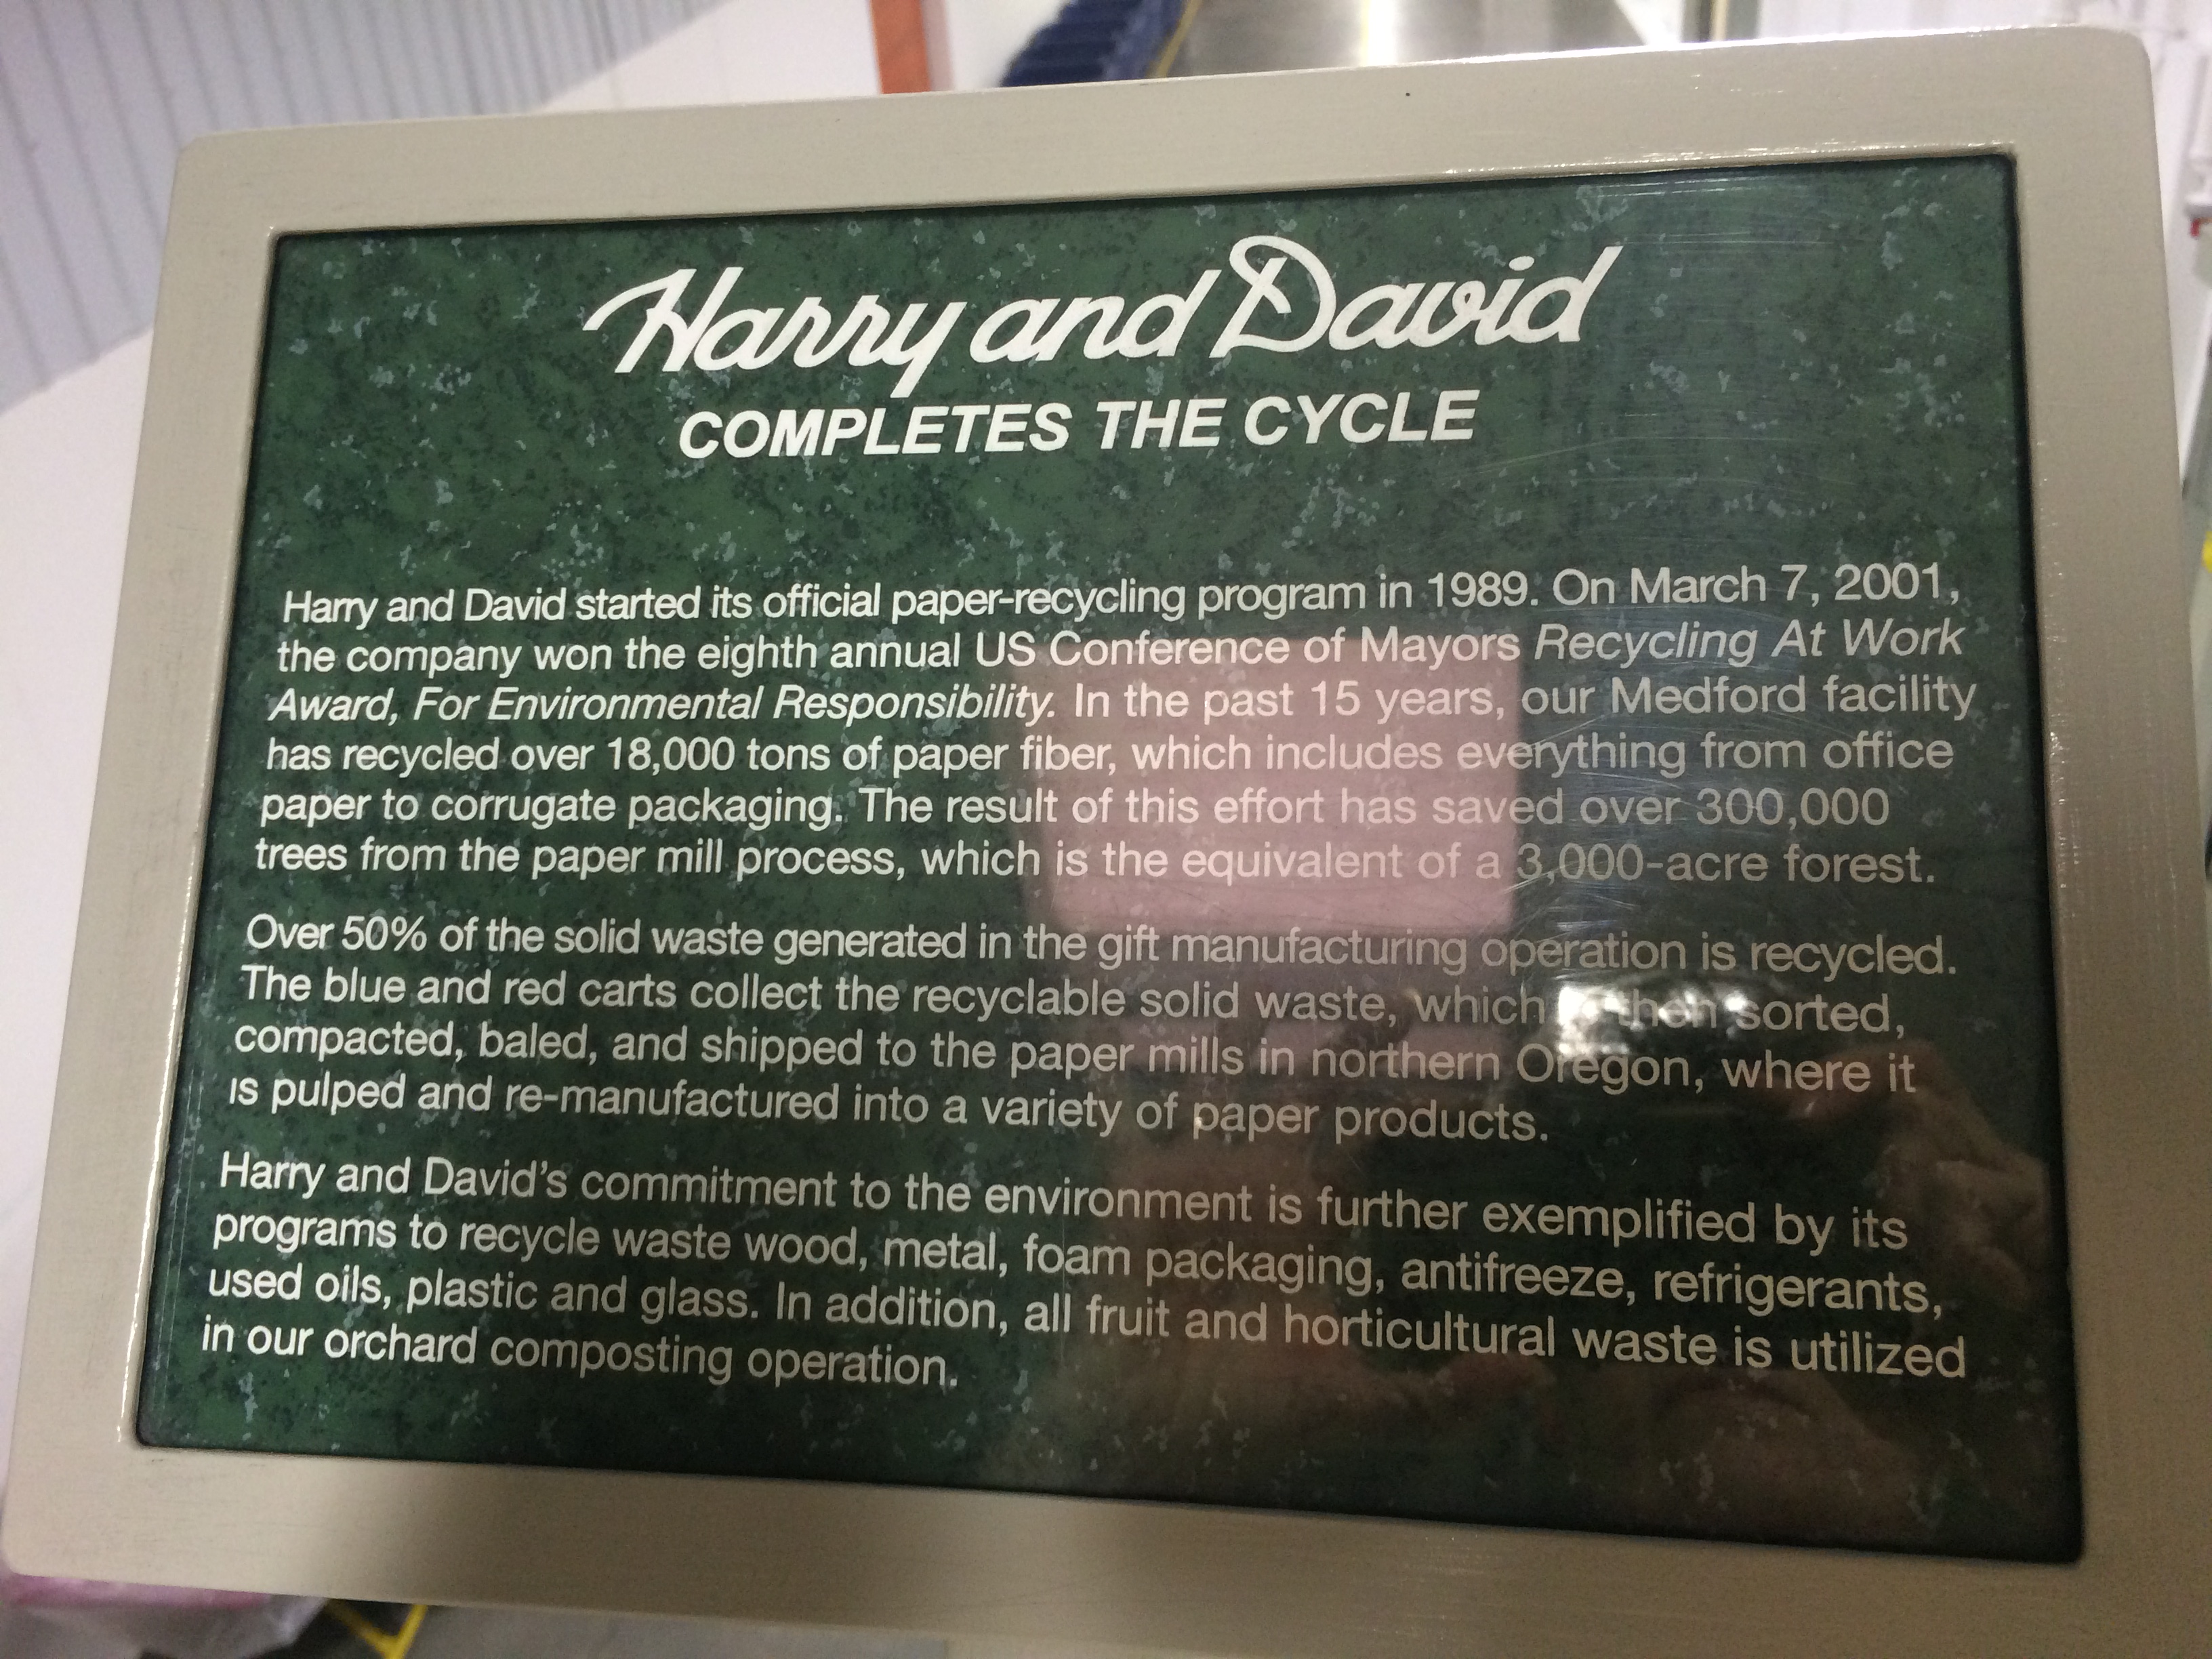 Harry and David
COMPLETES THE CYCLE
Harry and David started its official paper-recycling program in 1989. On March 7, 2001,
the company won the eighth annual US Conference of Mayors Recycling At Work
Award, For Environmental Responsibility. In the past 15 years, our Medford facility
has recycled over 18,000 tons of paper fiber, which includes everything from office
paper to corrugate packaging. The result of this effort has saved over 300,000
trees from the paper mill process, which is the equivalent of a 3,000-acre forest.
Over 50% of the solid waste generated in the gift manufacturing operation is recycled.
The blue and red carts collect the recyclable solid waste, which then sorted,
compacted, baled, and shipped to the paper mills in northern Oregon, where it
is pulped and re-manufactured into a variety of paper products.
Harry and David's commitment to the environment is further exemplified by its
programs to recycle waste wood, metal, foam packaging, antifreeze, refrigerants,
used oils, plastic and glass. In addition, all fruit and horticultural waste is utilized
in our orchard composting operation.